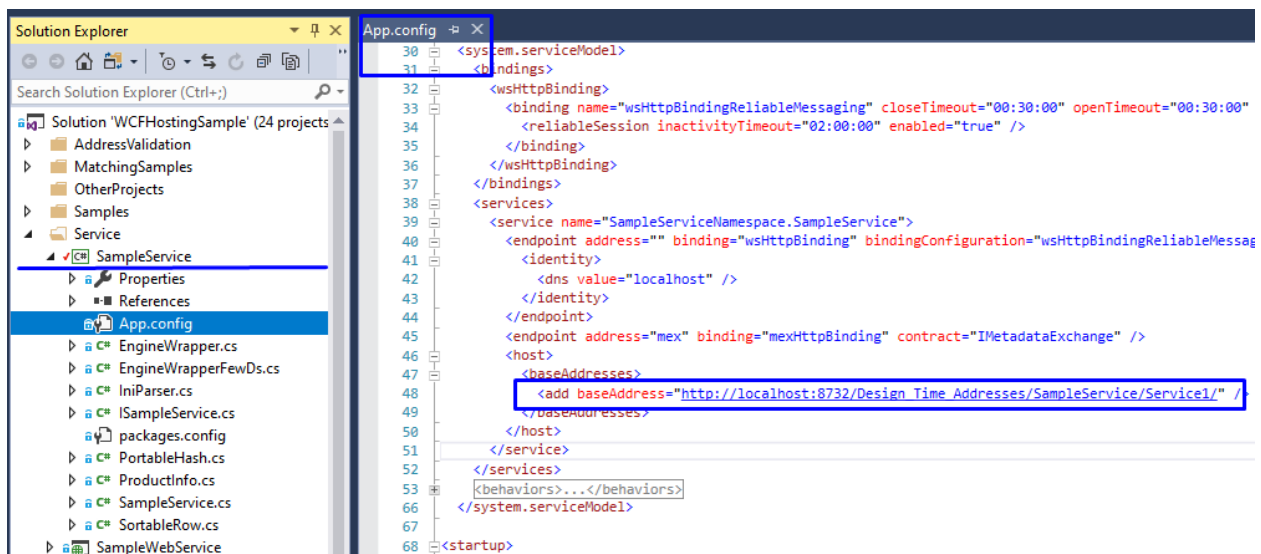 Solution Explorer
Search Solution Explorer (Ctrl+;)
Solution 'WCFHostingSample' (24 projects
AddressValidation
MatchingSamples
OtherProjects
Samples
Service
C# SampleService
Properties
References
App.config
C# EngineWrapper.cs
C# EngineWrapperFewDs.cs
C# IniParser.cs
C# ISampleService.cs
packages.config
C# PortableHash.cs
C# ProductInfo.cs
C# SampleService.cs
C# SortableRow.cs
SampleWebService
App.config
30 <system.serviceModel>
31 <bindings>
32 <wsHttpBinding>
33 <binding name="wsHttpBindingReliableMessaging" closeTimeout="00:30:00" openTimeout="00:30:00"
34 <reliableSession inactivityTimeout="02:00:00" enabled="true" />
35 </binding>
36 </wsHttpBinding>
37 </bindings>
38 <services>
39 <service name="SampleServiceNamespace.SampleService">
40 <endpoint address="" binding="wsHttpBinding" bindingConfiguration="wsHttpBindingReliableMessag
41 <identity>
42 <dns value="localhost" />
43 </identity>
44 </endpoint>
45 <endpoint address="mex" binding="mexHttpBinding" contract="IMetadataExchange" />
46 <host>
47 <baseAddresses>
48 <add baseAddress="http://localhost:8732/Design_Time_Addresses/SampleService/Service1/" />
49 </baseAddresses>
50 </host>
51 </service>
52 </services>
53 <behaviors>...</behaviors>
66 </system.serviceModel>
67
68 <startup>